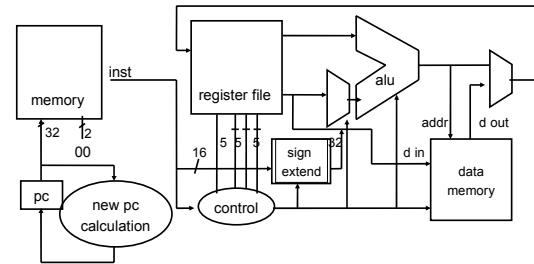 inst
memory
32
2
00
pc
new pc
calculation
register file
5
5
5
16
sign
extend
32
control
alu
addr
d out
d in
data
memory